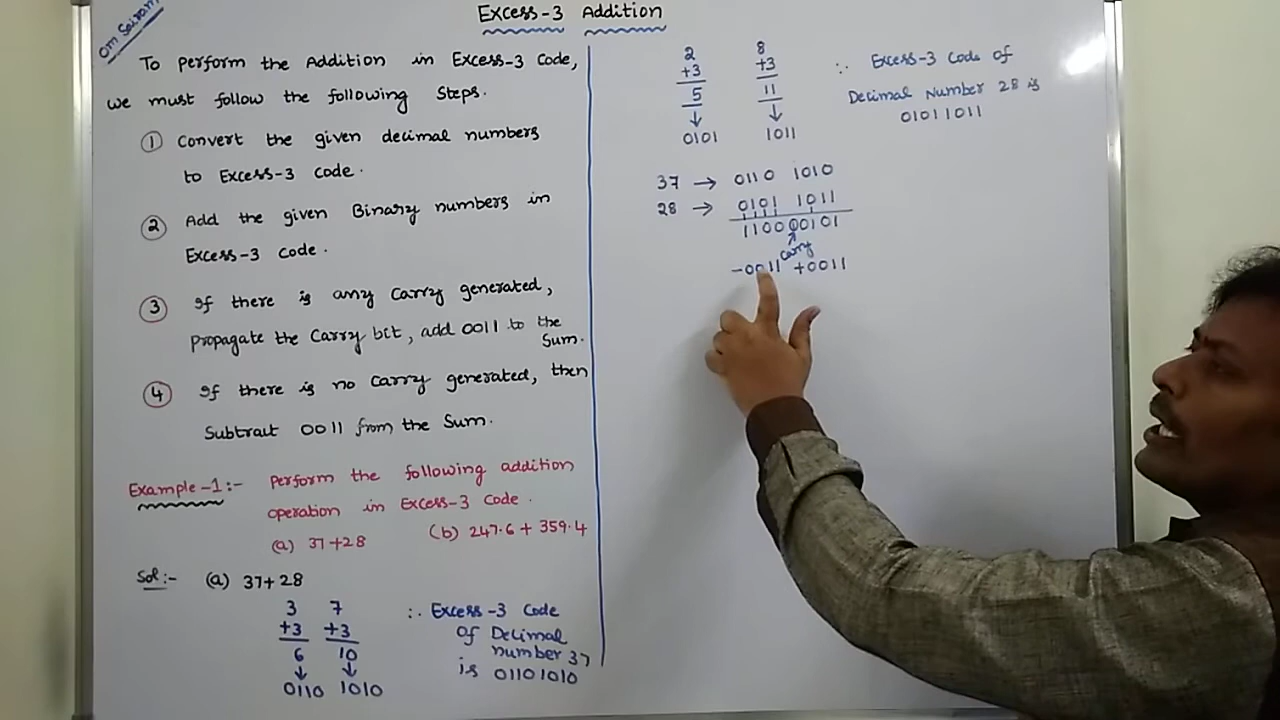 Om Sairam
Excess-3 Addition
To perform the Addition in Excess-3 Code,
we must follow the following Steps.
① Convert the given decimal numbers
to Excess-3 code.
② Add the given Binary numbers in
Excess-3 code.
③ If there is any Carry generated,
propagate the Carry bit, add 0011 to the
Sum.
④ If there is no Carry generated, then
Subtract 0011 from the Sum.
Example-1:- Perform the following addition
operation in Excess-3 Code.
(a) 37+28 (b) 247.6 + 359.4
Sol:- (a) 37+28
3 7
+3 +3
6 10
↓ ↓
0110 1010
∴ Excess-3 Code
Of Decimal
number 37
is 01101010
2 8
+3 +3
5 11
↓ ↓
0101 1011
∴ Excess-3 Code of
Decimal Number 28 is
01011011
37 → 0110 1010
28 → 0101 1011
1100 00101
carry
-0011 +0011